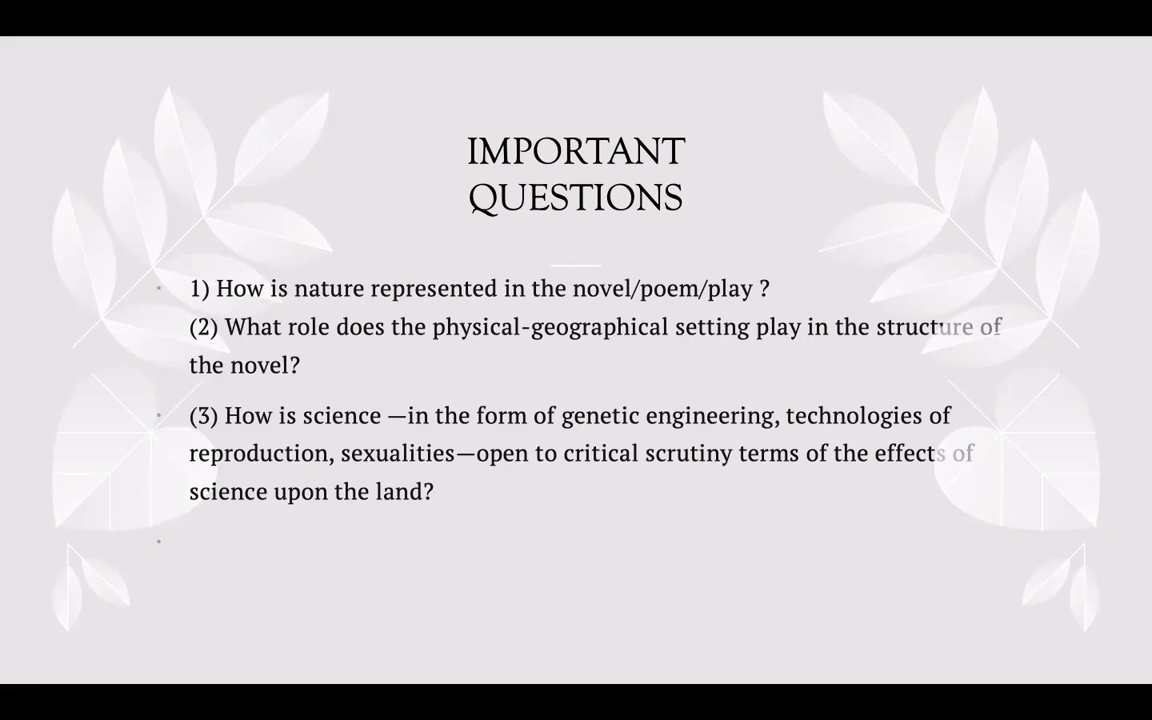 IMPORTANT
QUESTIONS
1) How is nature represented in the novel/poem/play ?
(2) What role does the physical-geographical setting play in the structure of
the novel?
(3) How is science —in the form of genetic engineering, technologies of
reproduction, sexualities—open to critical scrutiny terms of the effects of
science upon the land?